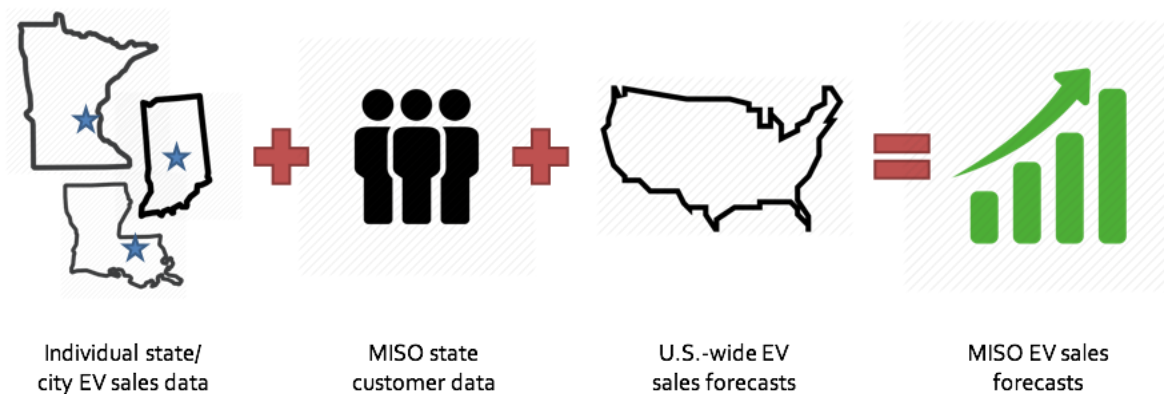 Individual state/
city EV sales data
MISO state
customer data
U.S.-wide EV
sales forecasts
MISO EV sales
forecasts